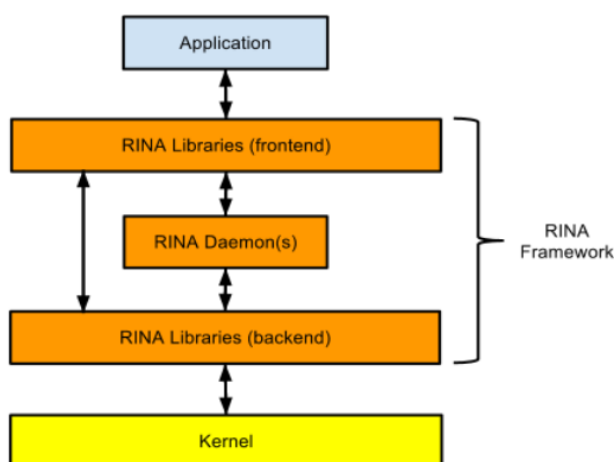 Application
RINA Libraries (frontend)
RINA Daemon(s)
RINA
Framework
RINA Libraries (backend)
Kernel